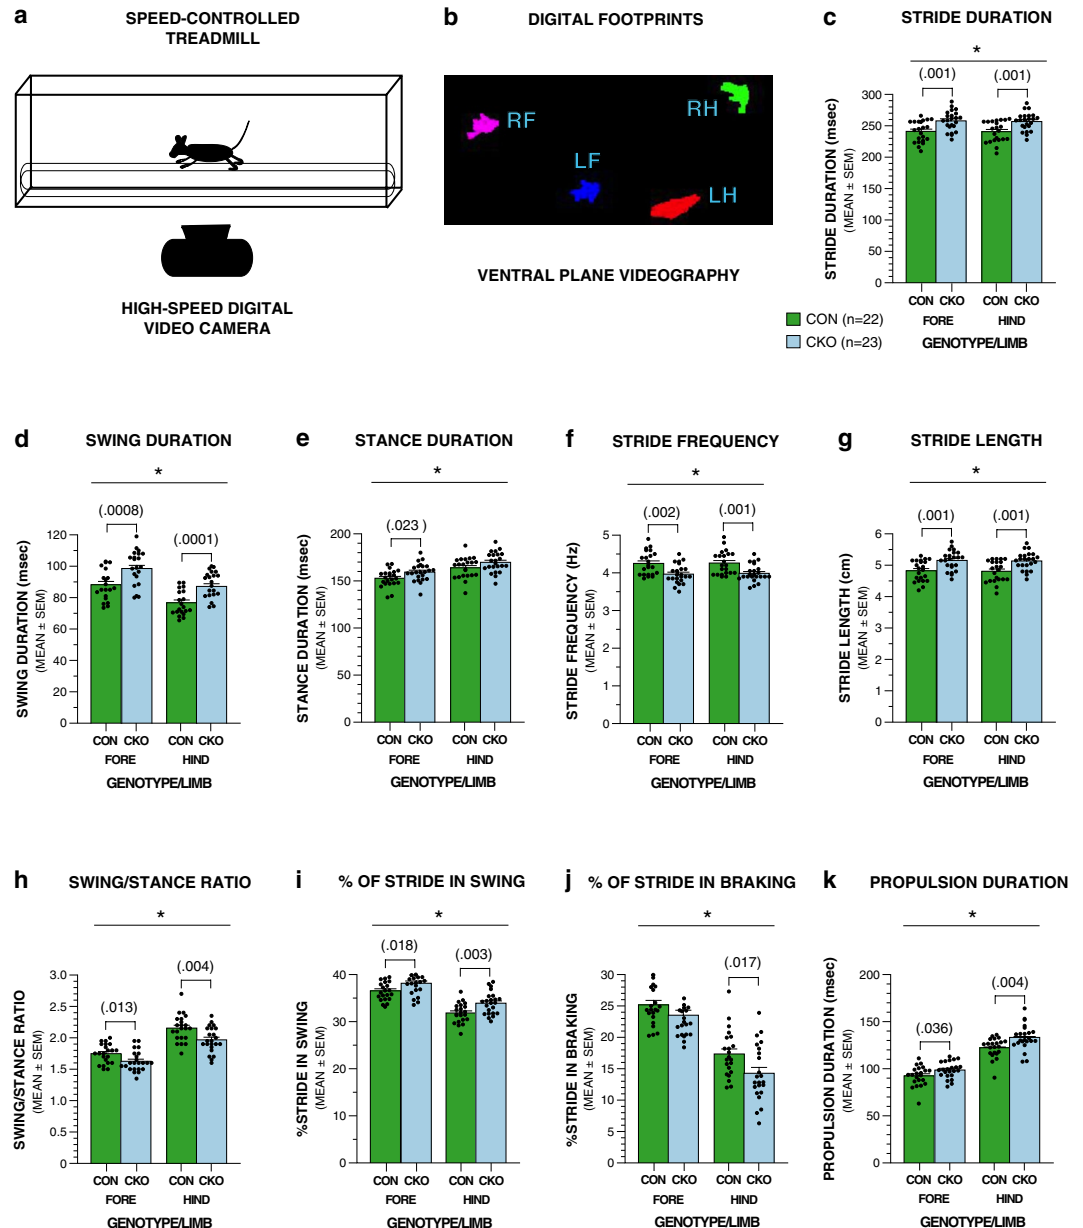 a
SPEED-CONTROLLED
TREADMILL
HIGH-SPEED DIGITAL
VIDEO CAMERA
b
DIGITAL FOOTPRINTS
RF
RH
LF
LH
VENTRAL PLANE VIDEOGRAPHY
c
STRIDE DURATION
*
(.001)
(.001)
STRIDE DURATION (msec)
(MEAN ± SEM)
300
250
200
150
100
50
0
CON CKO CON CKO
FORE HIND
GENOTYPE/LIMB
CON (n=22)
CKO (n=23)
d
SWING DURATION
*
(.0008)
(.0001)
SWING DURATION (msec)
(MEAN ± SEM)
120
100
80
60
40
20
0
CON CKO CON CKO
FORE HIND
GENOTYPE/LIMB
e
STANCE DURATION
*
(.023 )
STANCE DURATION (msec)
(MEAN ± SEM)
200
150
100
50
0
CON CKO CON CKO
FORE HIND
GENOTYPE/LIMB
f
STRIDE FREQUENCY
*
(.002)
(.001)
STRIDE FREQUENCY (Hz)
(MEAN ± SEM)
5
4
3
2
1
0
CON CKO CON CKO
FORE HIND
GENOTYPE/LIMB
g
STRIDE LENGTH
*
(.001)
(.001)
STRIDE LENGTH (cm)
(MEAN ± SEM)
6
5
4
3
2
1
0
CON CKO CON CKO
FORE HIND
GENOTYPE/LIMB
h
SWING/STANCE RATIO
*
(.013)
(.004)
SWING/STANCE RATIO
(MEAN ± SEM)
3.0
2.5
2.0
1.5
1.0
0.5
0
CON CKO CON CKO
FORE HIND
GENOTYPE/LIMB
i
% OF STRIDE IN SWING
*
(.018)
(.003)
%STRIDE IN SWING
(MEAN ± SEM)
40
30
20
10
0
CON CKO CON CKO
FORE HIND
GENOTYPE/LIMB
j
% OF STRIDE IN BRAKING
*
(.017)
%STRIDE IN BRAKING
(MEAN ± SEM)
30
25
20
15
10
5
0
CON CKO CON CKO
FORE HIND
GENOTYPE/LIMB
k
PROPULSION DURATION
*
(.036)
(.004)
PROPULSION DURATION (msec)
(MEAN ± SEM)
200
150
100
50
0
CON CKO CON CKO
FORE HIND
GENOTYPE/LIMB